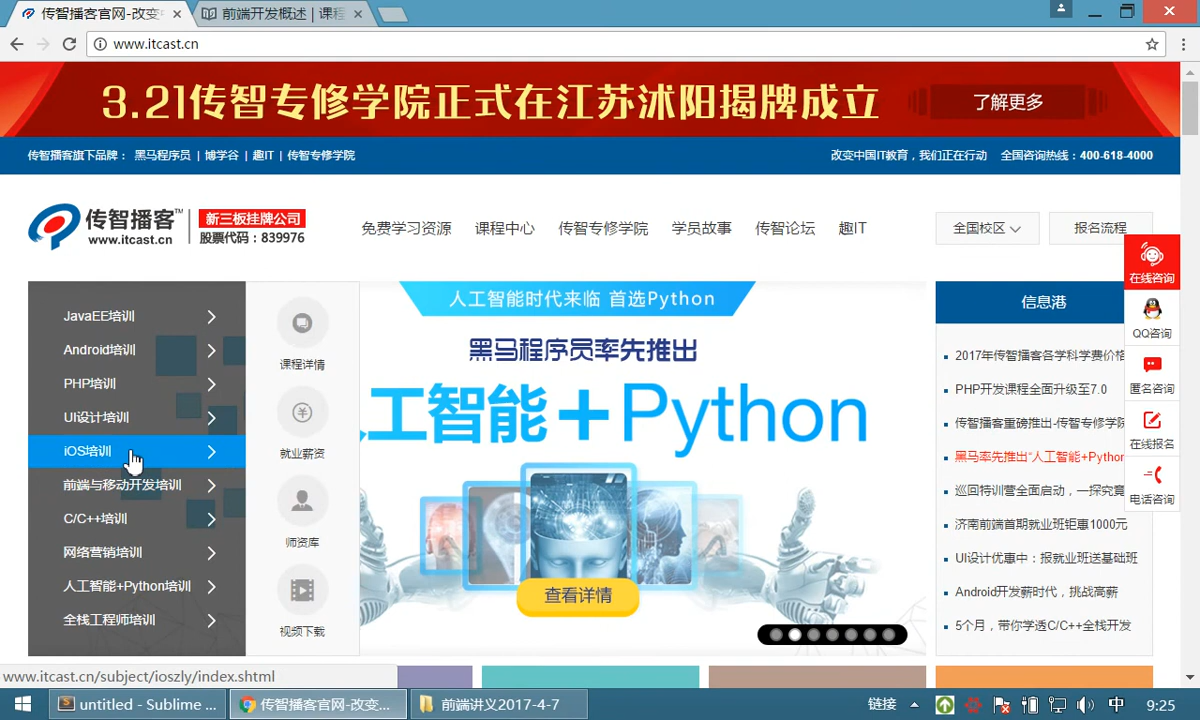 传智播客官网-改变
前端开发概述 | 课程
www.itcast.cn
3.21传智专修学院正式在江苏沭阳揭牌成立
了解更多
传智播客旗下品牌： 黑马程序员 | 博学谷 | 趣IT | 传智专修学院
改变中国IT教育，我们正在行动 全国咨询热线：400-618-4000
传智播客™
www.itcast.cn
新三板挂牌公司
股票代码：839976
免费学习资源 课程中心 传智专修学院 学员故事 传智论坛 趣IT
全国校区
报名流程
在线咨询
QQ咨询
匿名咨询
在线报名
电话咨询
JavaEE培训
Android培训
PHP培训
UI设计培训
iOS培训
前端与移动开发培训
C/C++培训
网络营销培训
人工智能+Python培训
全栈工程师培训
课程详情
就业薪资
师资库
视频下载
人工智能时代来临 首选Python
黑马程序员率先推出
人工智能+Python
查看详情
信息港
2017年传智播客各学科学费价格
PHP开发课程全面升级至7.0
传智播客重磅推出-传智专修学院
黑马率先推出“人工智能+Python
巡回特训营全面启动，一探究竟
济南前端首期就业班钜惠1000元
UI设计优惠中：报就业班送基础班
Android开发薪时代，挑战高薪
5个月，带你学透C/C++全栈开发
www.itcast.cn/subject/ioszly/index.shtml
untitled - Sublime ...
传智播客官网-改变...
前端讲义2017-4-7
链接
中
9:25